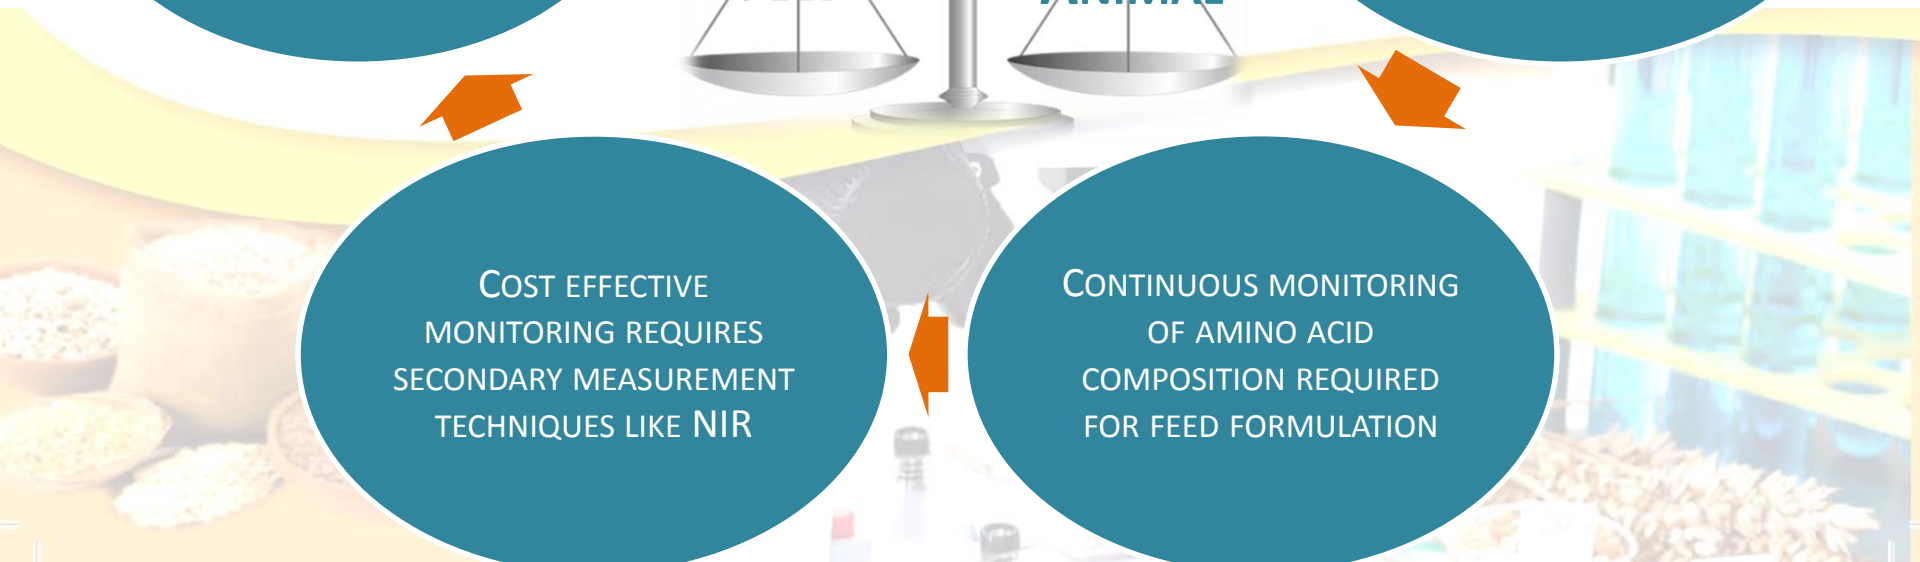 ANIMAL
COST EFFECTIVE
MONITORING REQUIRES
SECONDARY MEASUREMENT
TECHNIQUES LIKE NIR
CONTINUOUS MONITORING
OF AMINO ACID
COMPOSITION REQUIRED
FOR FEED FORMULATION